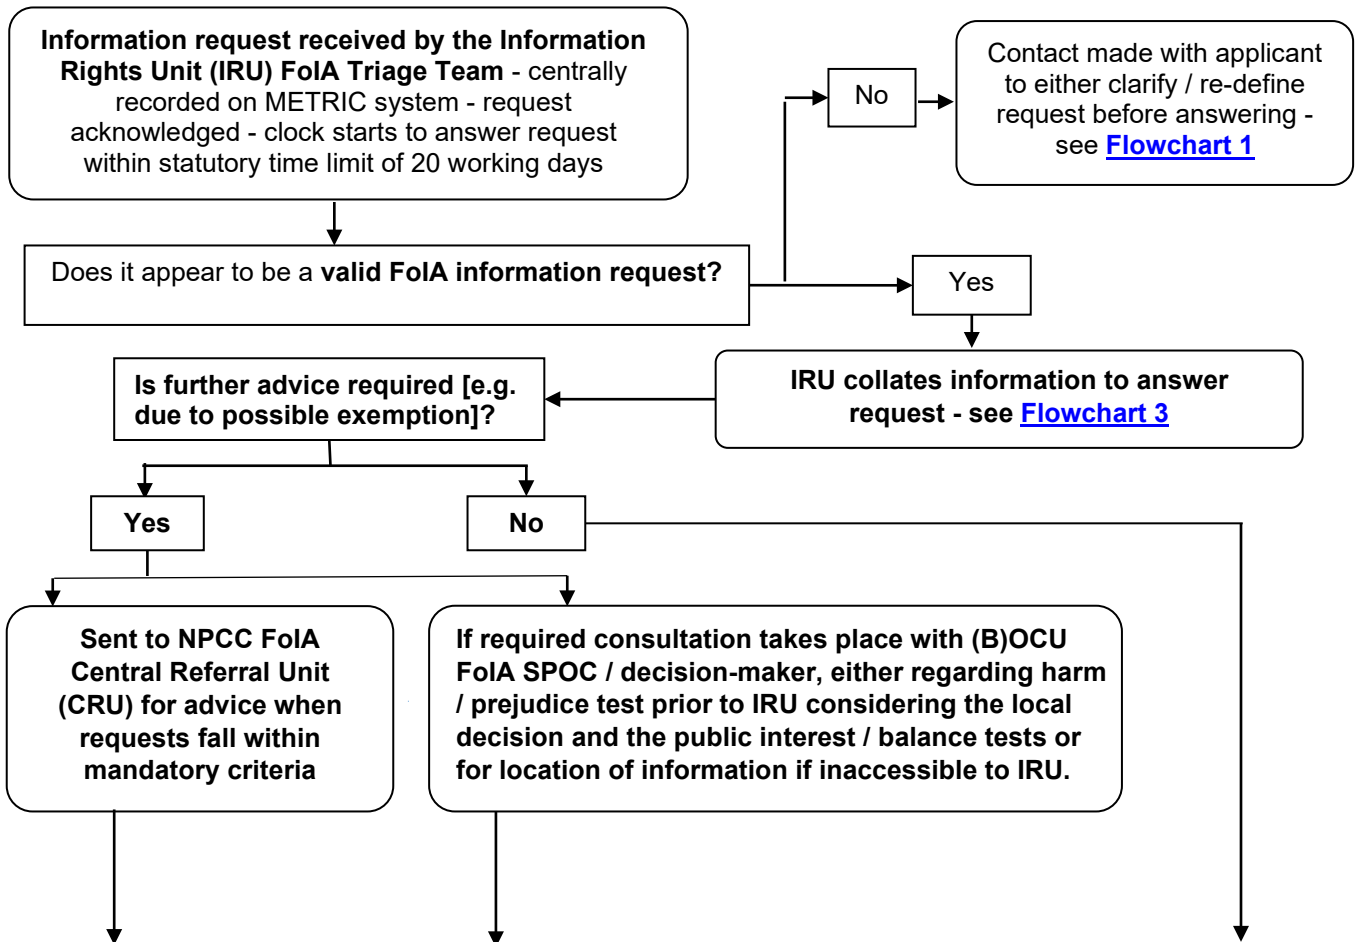 Information request received by the Information
Rights Unit (IRU) FoIA Triage Team - centrally
recorded on METRIC system - request
acknowledged - clock starts to answer request
within statutory time limit of 20 working days
No
Contact made with applicant
to either clarify / re-define
request before answering -
see Flowchart 1
Does it appear to be a valid FoIA information request?
Yes
Is further advice required [e.g.
due to possible exemption]?
IRU collates information to answer
request - see Flowchart 3
Yes
No
Sent to NPCC FoIA
Central Referral Unit
(CRU) for advice when
requests fall within
mandatory criteria
If required consultation takes place with (B)OCU
FoIA SPOC / decision-maker, either regarding harm
/ prejudice test prior to IRU considering the local
decision and the public interest / balance tests or
for location of information if inaccessible to IRU.